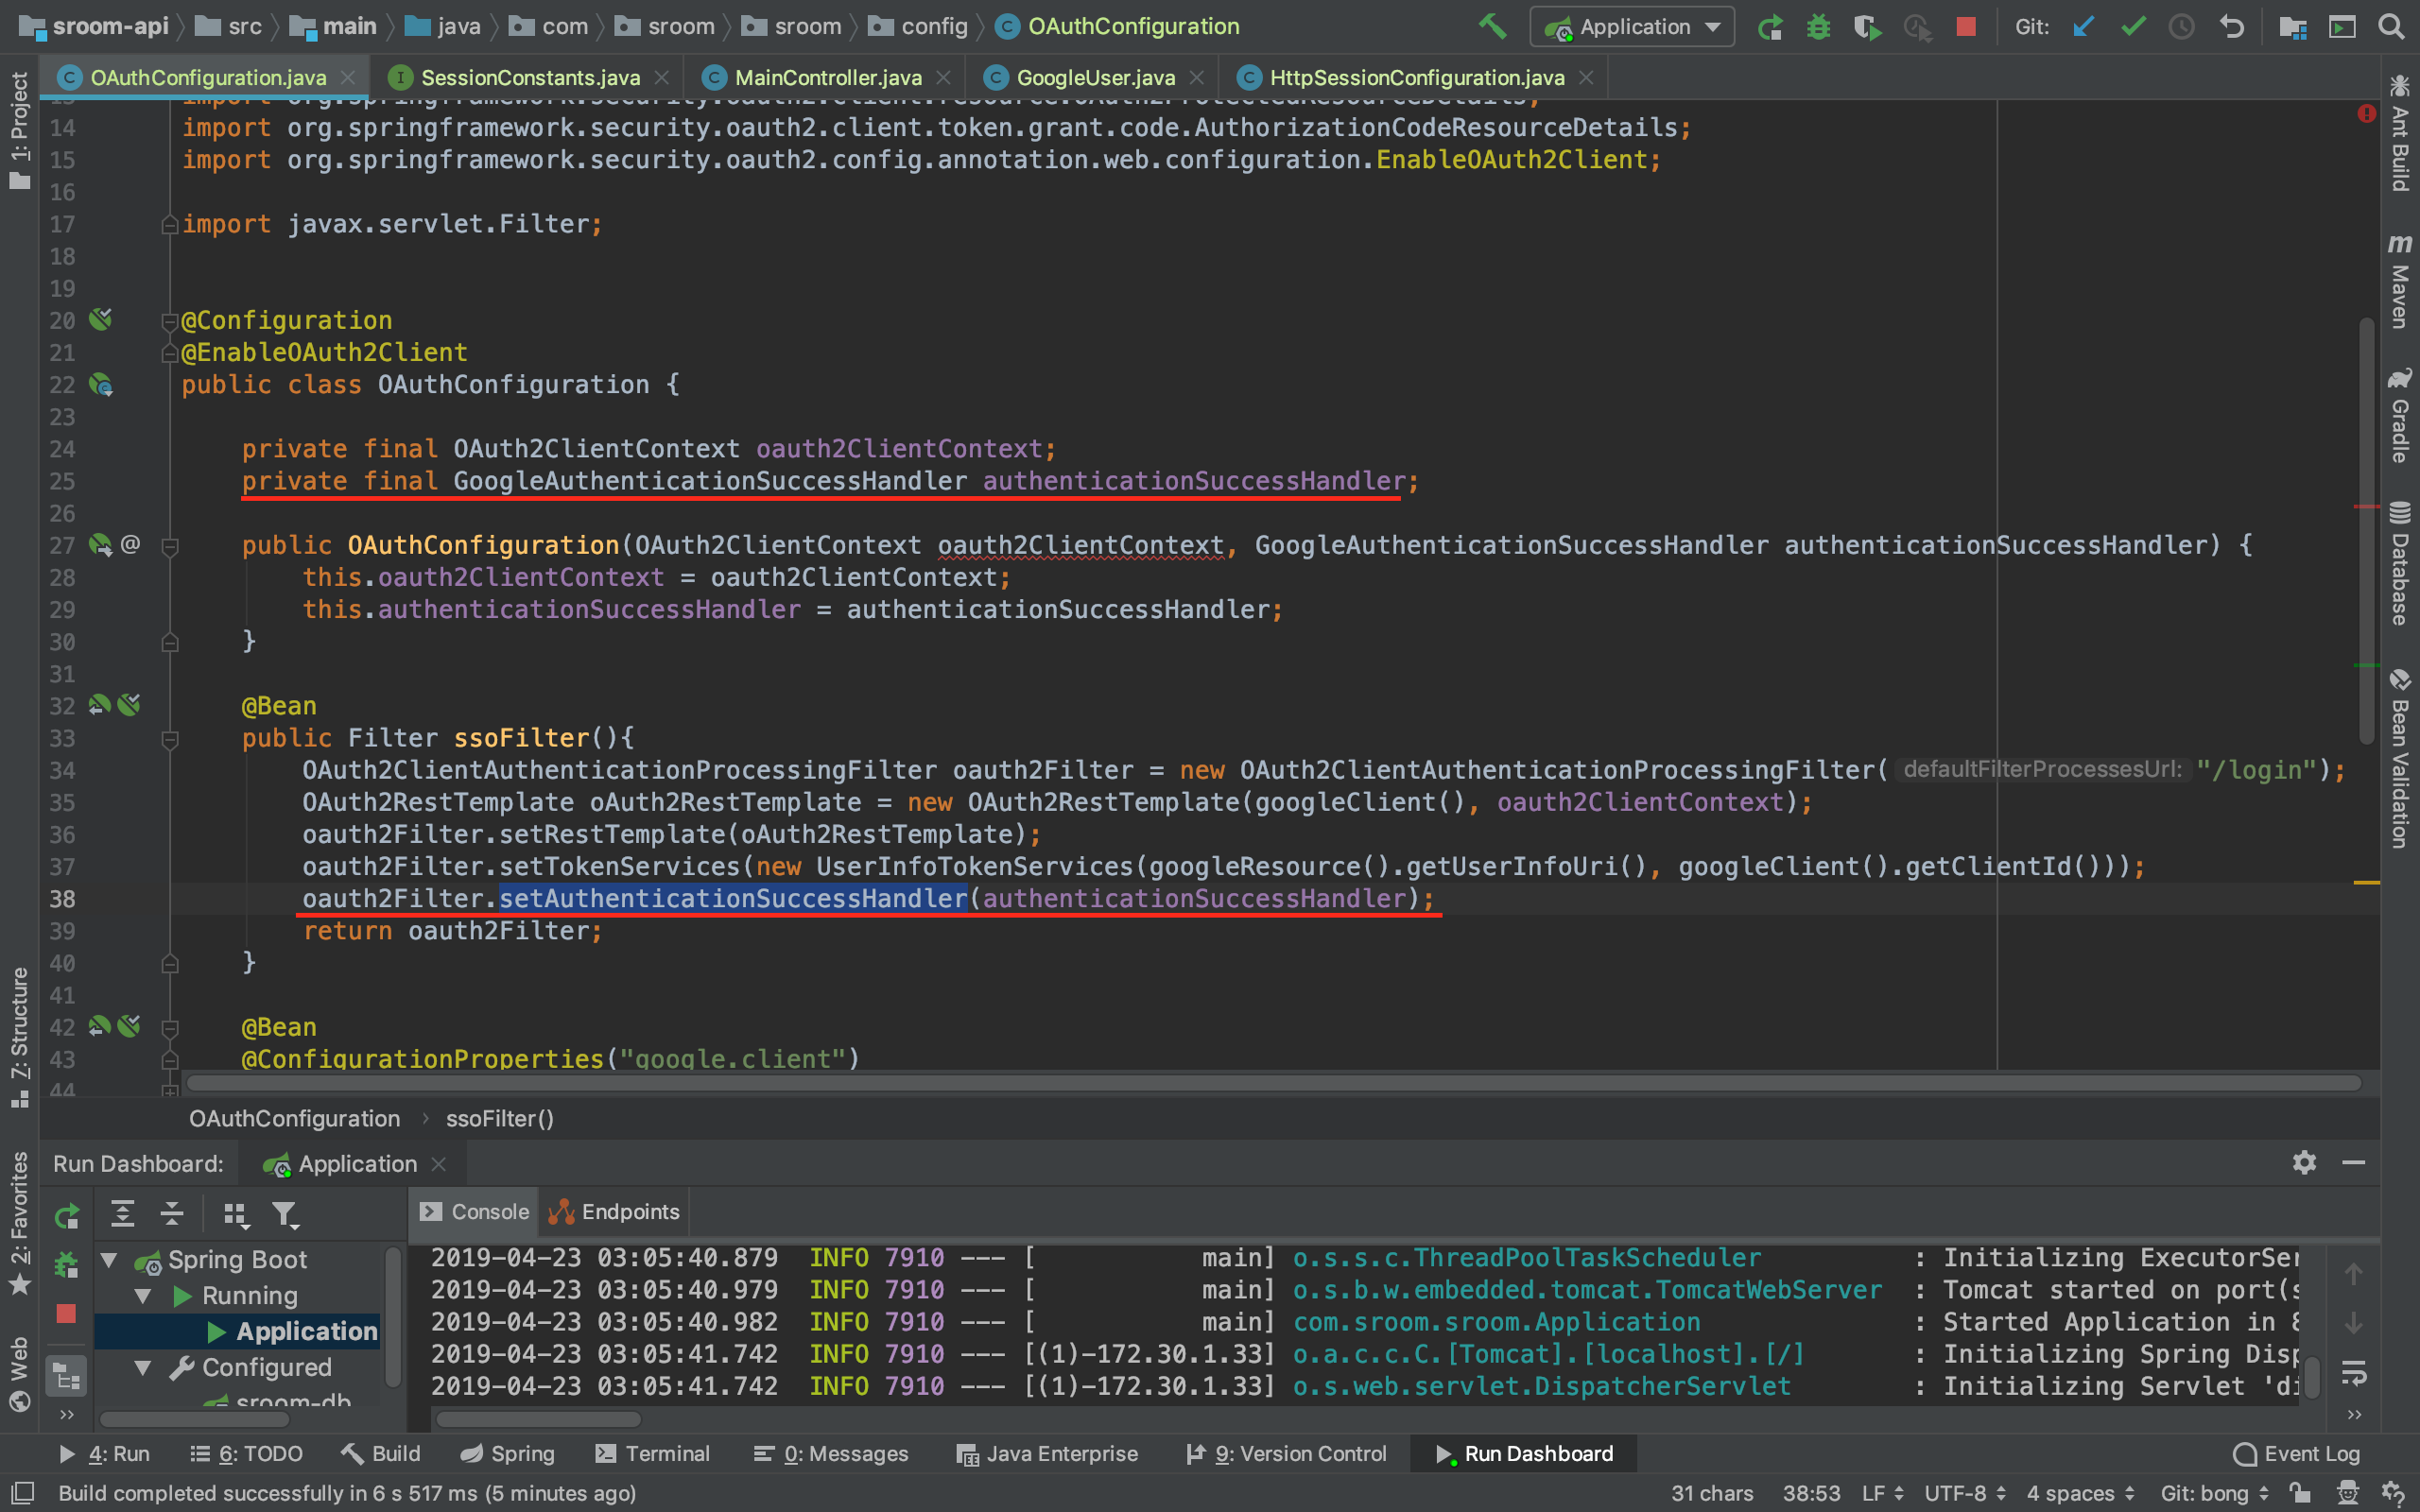 sroom-api src main java com sroom sroom config OAuthConfiguration Application Git:
OAuthConfiguration.java SessionConstants.java MainController.java GoogleUser.java HttpSessionConfiguration.java
1: Project
7: Structure
2: Favorites
Web
14 import org.springframework.security.oauth2.client.token.grant.code.AuthorizationCodeResourceDetails;
15 import org.springframework.security.oauth2.config.annotation.web.configuration.EnableOAuth2Client;
16
17 import javax.servlet.Filter;
18
19
20 @Configuration
21 @EnableOAuth2Client
22 public class OAuthConfiguration {
23
24 private final OAuth2ClientContext oauth2ClientContext;
25 private final GoogleAuthenticationSuccessHandler authenticationSuccessHandler;
26
27 @ public OAuthConfiguration(OAuth2ClientContext oauth2ClientContext, GoogleAuthenticationSuccessHandler authenticationSuccessHandler) {
28 this.oauth2ClientContext = oauth2ClientContext;
29 this.authenticationSuccessHandler = authenticationSuccessHandler;
30 }
31
32 @Bean
33 public Filter ssoFilter(){
34 OAuth2ClientAuthenticationProcessingFilter oauth2Filter = new OAuth2ClientAuthenticationProcessingFilter( defaultFilterProcessesUrl: "/login");
35 OAuth2RestTemplate oAuth2RestTemplate = new OAuth2RestTemplate(googleClient(), oauth2ClientContext);
36 oauth2Filter.setRestTemplate(oAuth2RestTemplate);
37 oauth2Filter.setTokenServices(new UserInfoTokenServices(googleResource().getUserInfoUri(), googleClient().getClientId()));
38 oauth2Filter.setAuthenticationSuccessHandler(authenticationSuccessHandler);
39 return oauth2Filter;
40 }
41
42 @Bean
43 @ConfigurationProperties("google.client")
44
Ant Build
m Maven
Gradle
Database
Bean Validation
OAuthConfiguration › ssoFilter()
Run Dashboard: Application
Console Endpoints
Spring Boot
Running
Application
Configured
sroom-db
2019-04-23 03:05:40.879 INFO 7910 --- [ main] o.s.s.c.ThreadPoolTaskScheduler : Initializing ExecutorSer
2019-04-23 03:05:40.979 INFO 7910 --- [ main] o.s.b.w.embedded.tomcat.TomcatWebServer : Tomcat started on port(s
2019-04-23 03:05:40.982 INFO 7910 --- [ main] com.sroom.sroom.Application : Started Application in 8
2019-04-23 03:05:41.742 INFO 7910 --- [(1)-172.30.1.33] o.a.c.c.C.[Tomcat].[localhost].[/] : Initializing Spring Disp
2019-04-23 03:05:41.742 INFO 7910 --- [(1)-172.30.1.33] o.s.web.servlet.DispatcherServlet : Initializing Servlet 'di
4: Run 6: TODO Build Spring Terminal 0: Messages Java Enterprise 9: Version Control Run Dashboard Event Log
Build completed successfully in 6 s 517 ms (5 minutes ago) 31 chars 38:53 LF UTF-8 4 spaces Git: bong